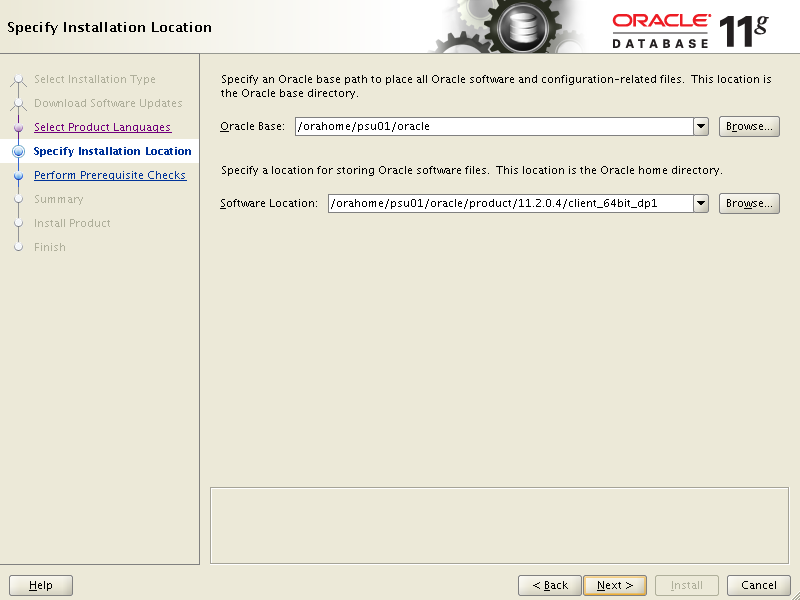 Specify Installation Location
ORACLE®
DATABASE 11g
Select Installation Type
Download Software Updates
Select Product Languages
Specify Installation Location
Perform Prerequisite Checks
Summary
Install Product
Finish
Specify an Oracle base path to place all Oracle software and configuration-related files. This location is
the Oracle base directory.
Oracle Base: /orahome/psu01/oracle Browse...
Specify a location for storing Oracle software files. This location is the Oracle home directory.
Software Location: /orahome/psu01/oracle/product/11.2.0.4/client_64bit_dp1 Browse...
Help < Back Next > Install Cancel